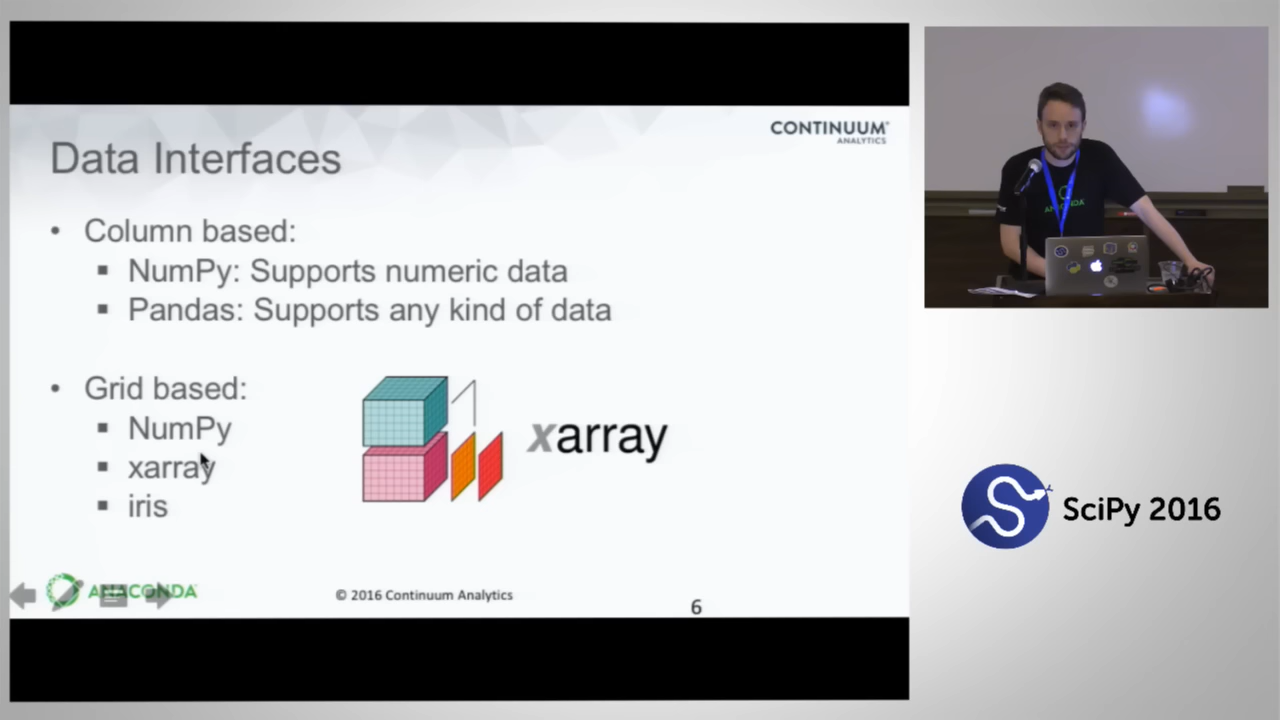 CONTINUUM
ANALYTICS
Data Interfaces
• Column based:
▪ NumPy: Supports numeric data
▪ Pandas: Supports any kind of data
• Grid based:
▪ NumPy
▪ xarray
▪ iris
xarray
ANACONDA
© 2016 Continuum Analytics
6
ANACONDA
SciPy 2016